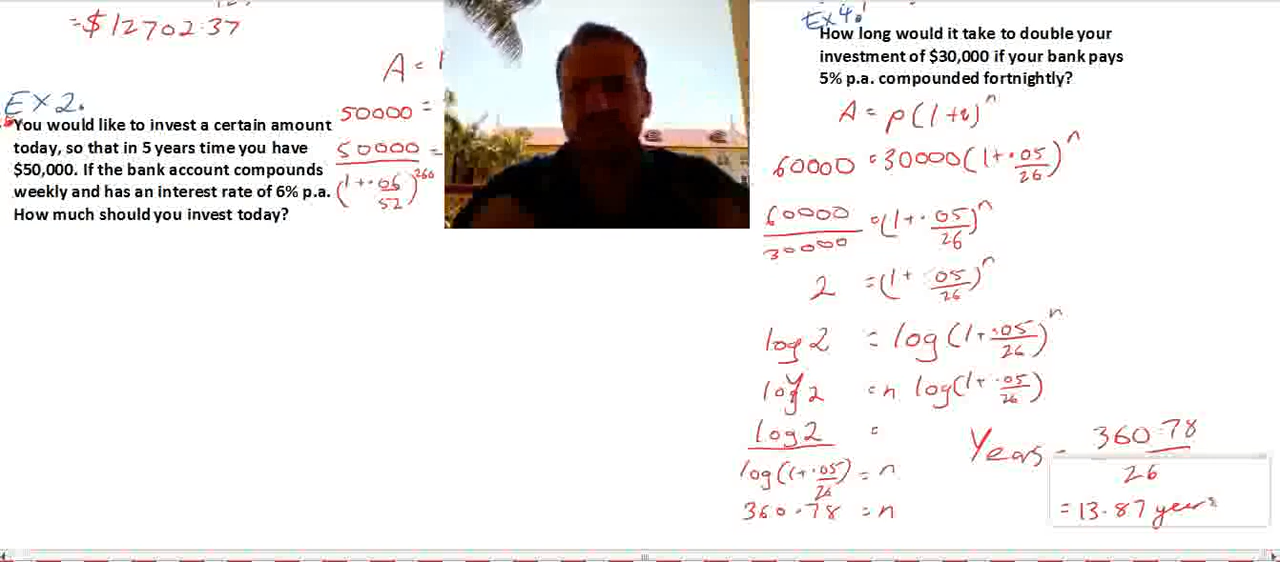 = $ 12702.37
EX 2.
You would like to invest a certain amount
today, so that in 5 years time you have
$50,000. If the bank account compounds
weekly and has an interest rate of 6% p.a.
How much should you invest today?
A =
50000 =
50000 =
(1+.06/52)^260
Ex 4.
How long would it take to double your
investment of $30,000 if your bank pays
5% p.a. compounded fortnightly?
A = P(1+r)^n
60000 = 30000(1+.05/26)^n
60000/30000 = (1+.05/26)^n
2 = (1+.05/26)^n
log 2 = log(1+.05/26)^n
log 2 = n log(1+.05/26)
log 2 =
log(1+.05/26) = n
360.78 = n
Years = 360.78
26
= 13.87 years